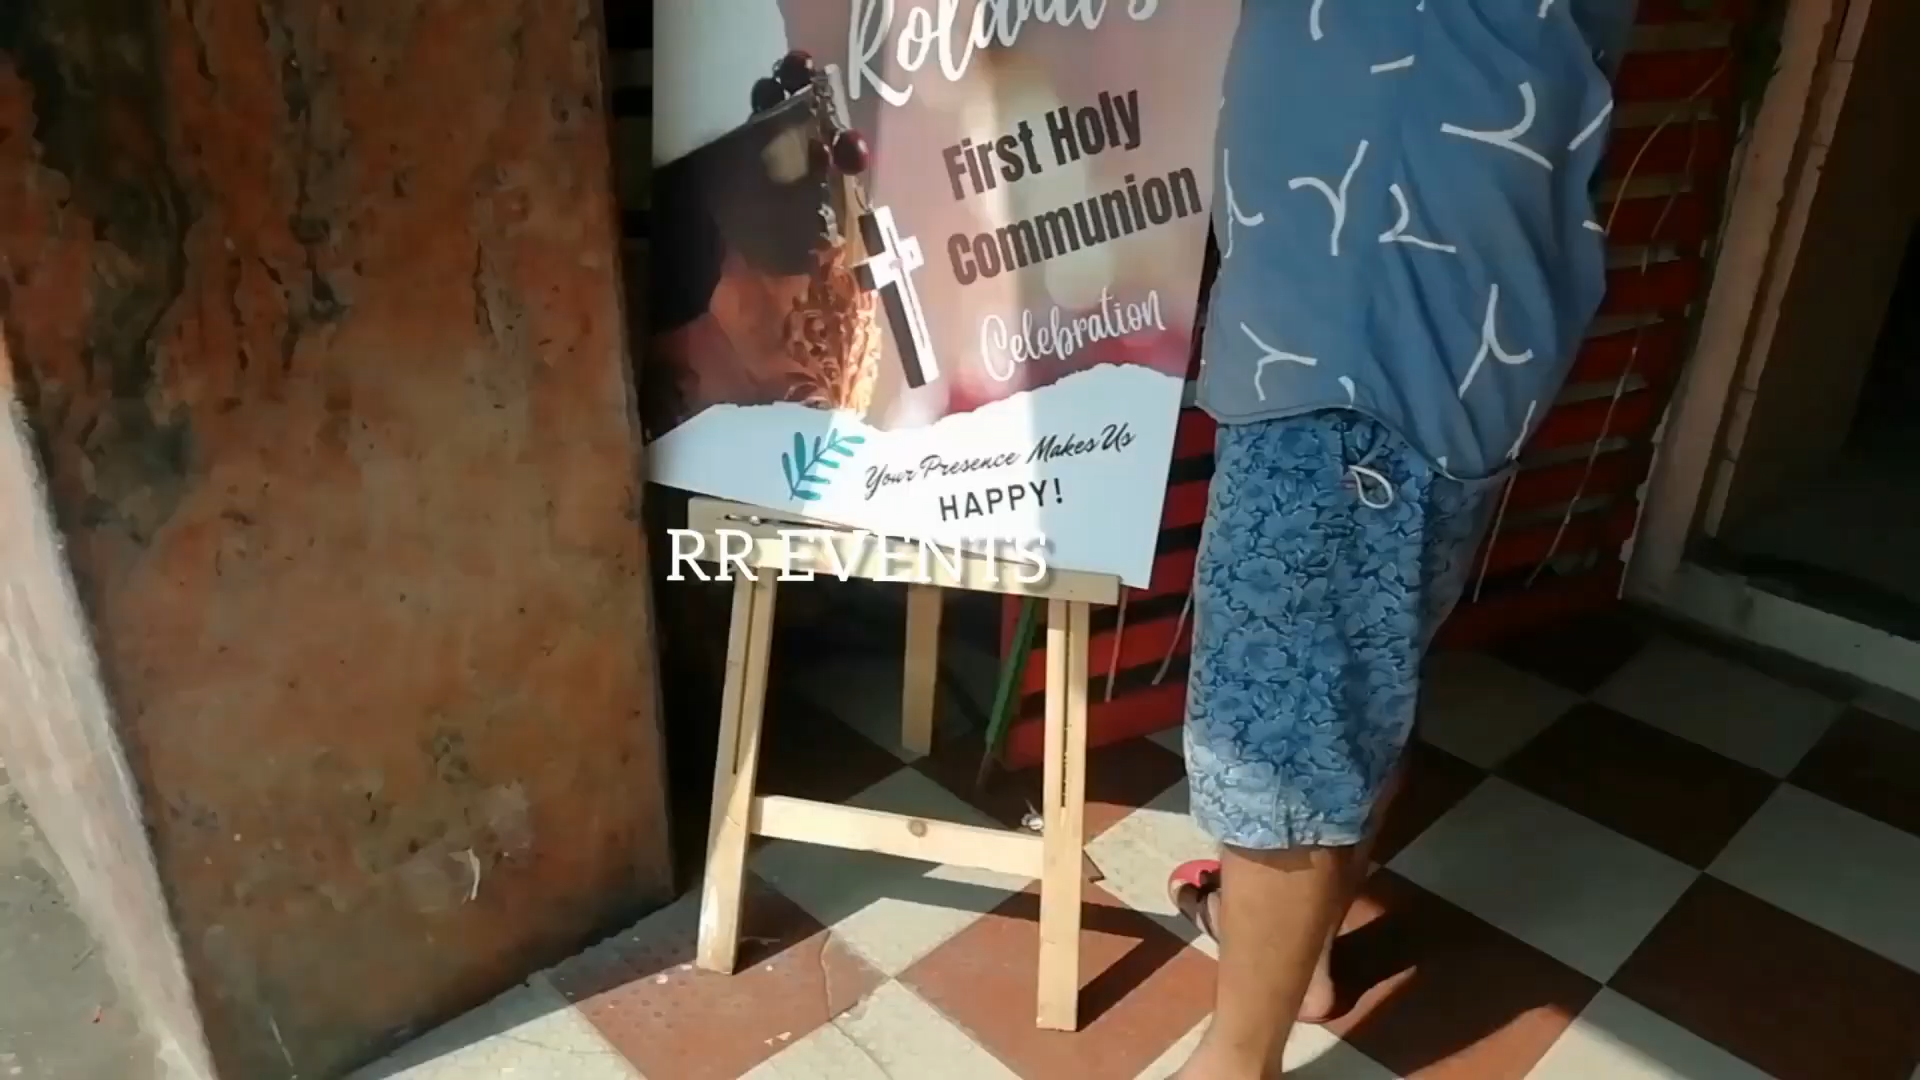 First Holy
Communion
Celebration
Your Presence Makes Us
HAPPY!
RR EVENTS